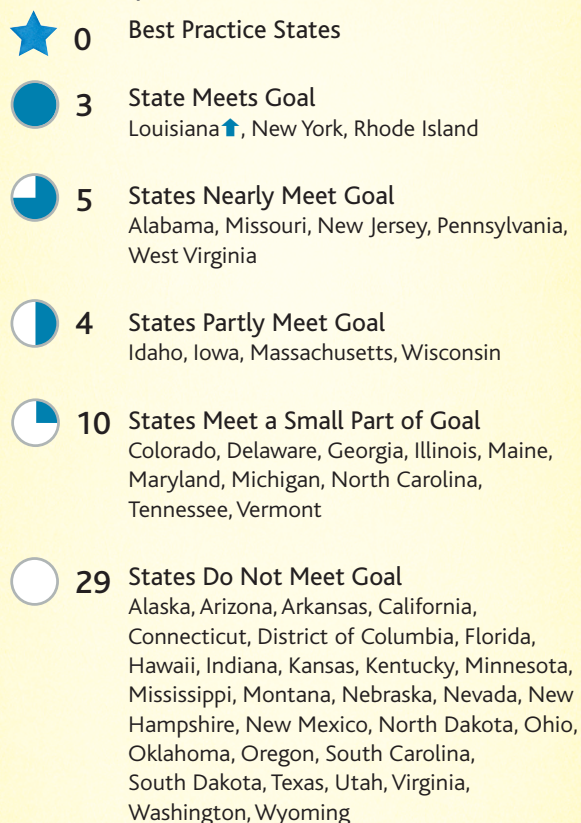 0 Best Practice States
3 State Meets Goal
Louisiana⬆, New York, Rhode Island
5 States Nearly Meet Goal
Alabama, Missouri, New Jersey, Pennsylvania,
West Virginia
4 States Partly Meet Goal
Idaho, Iowa, Massachusetts, Wisconsin
10 States Meet a Small Part of Goal
Colorado, Delaware, Georgia, Illinois, Maine,
Maryland, Michigan, North Carolina,
Tennessee, Vermont
29 States Do Not Meet Goal
Alaska, Arizona, Arkansas, California,
Connecticut, District of Columbia, Florida,
Hawaii, Indiana, Kansas, Kentucky, Minnesota,
Mississippi, Montana, Nebraska, Nevada, New
Hampshire, New Mexico, North Dakota, Ohio,
Oklahoma, Oregon, South Carolina,
South Dakota, Texas, Utah, Virginia,
Washington, Wyoming